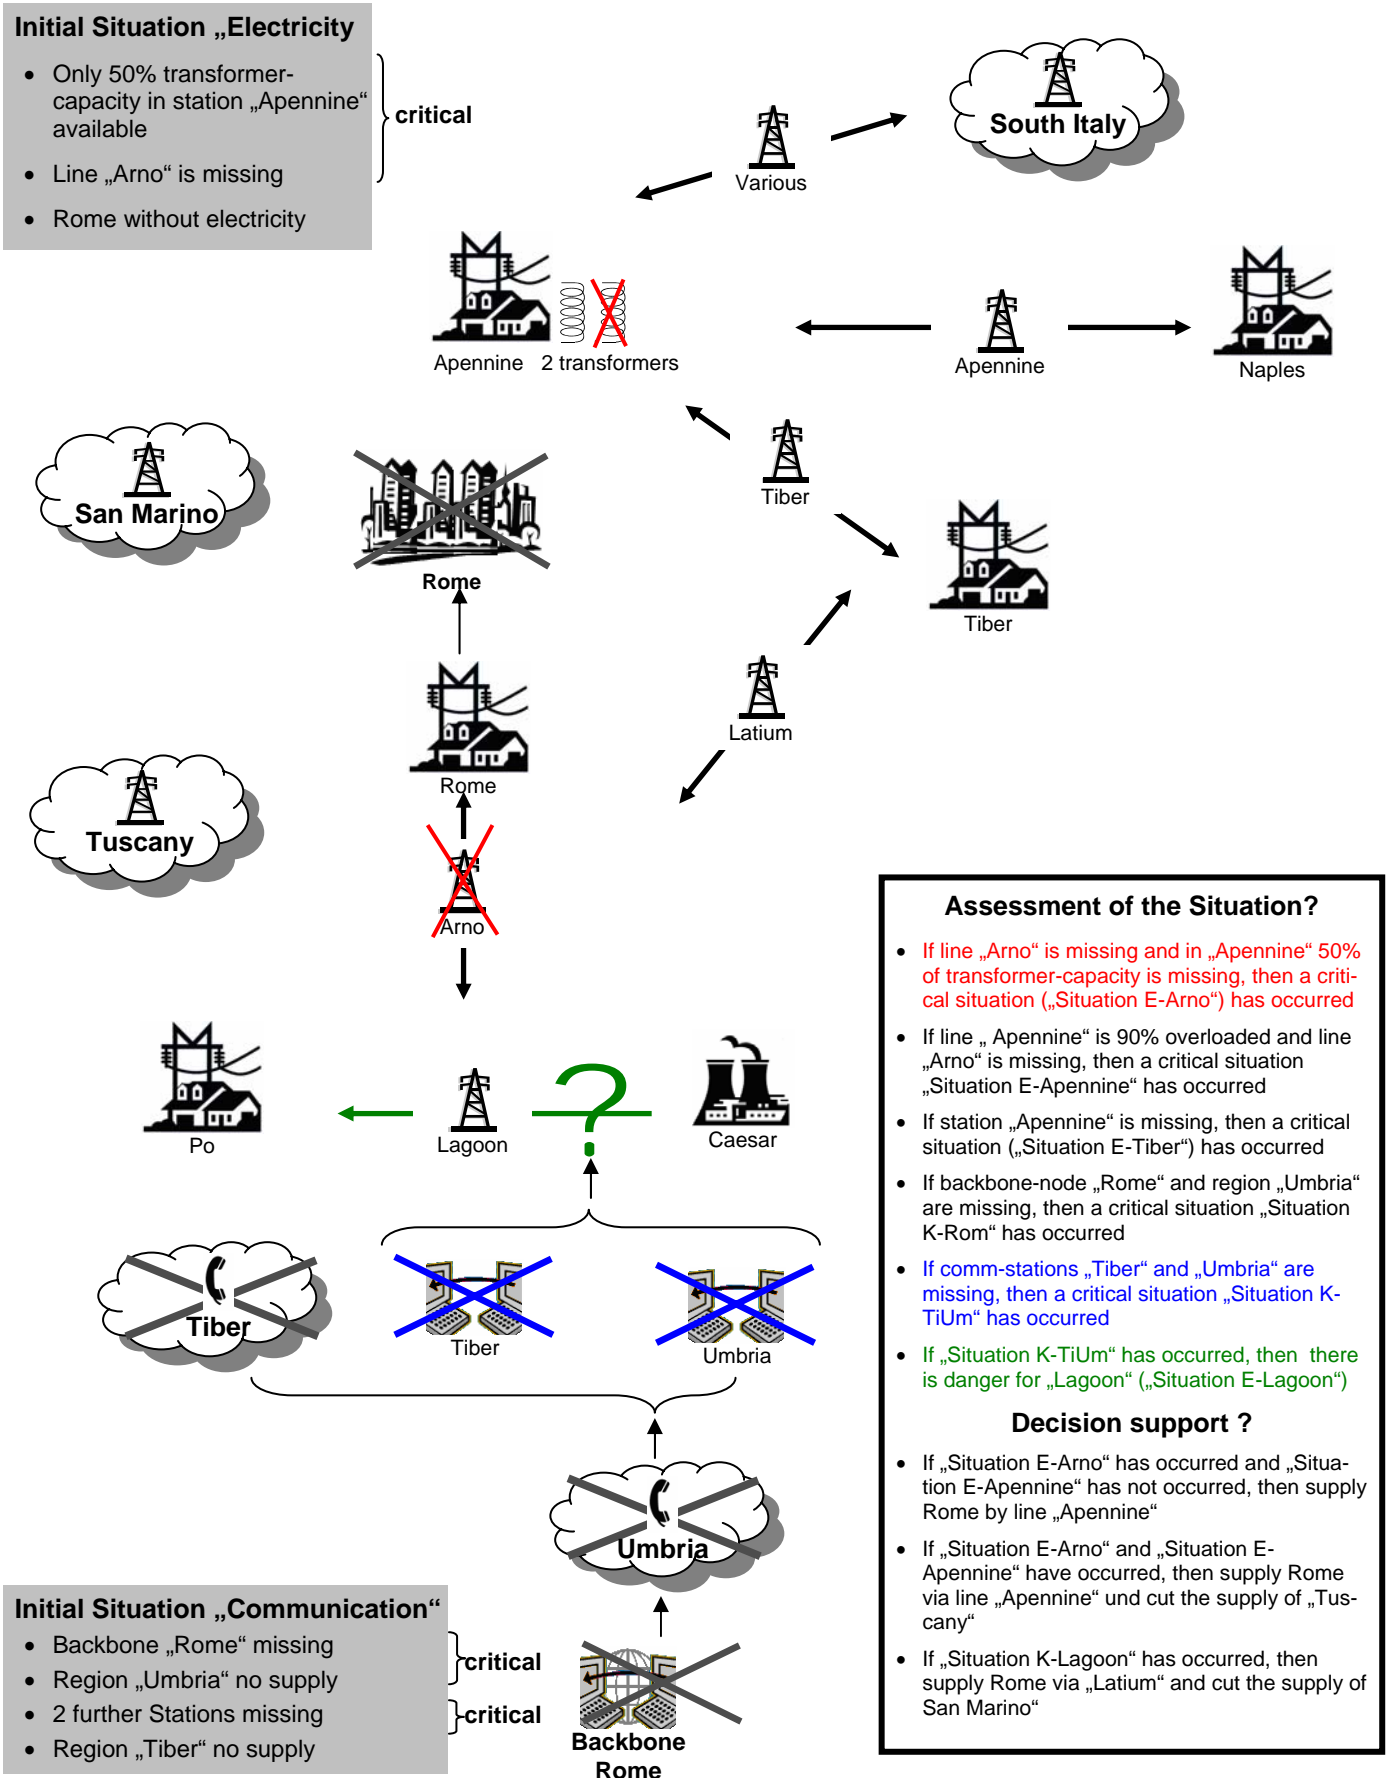 Initial Situation „Electricity
• Only 50% transformer-
capacity in station „Apennine“
available
• Line „Arno“ is missing
• Rome without electricity
critical
Various
South Italy
Apennine
2 transformers
Apennine
Naples
San Marino
Rome
Tiber
Tiber
Rome
Latium
Tuscany
Arno
Po
Lagoon
?
Caesar
Tiber
Tiber
Umbria
Umbria
Backbone
Rome
Initial Situation „Communication“
• Backbone „Rome“ missing
• Region „Umbria“ no supply
• 2 further Stations missing
• Region „Tiber“ no supply
critical
critical
Assessment of the Situation?
• If line „Arno“ is missing and in „Apennine“ 50%
of transformer-capacity is missing, then a criti-
cal situation („Situation E-Arno“) has occurred
• If line „ Apennine“ is 90% overloaded and line
„Arno“ is missing, then a critical situation
„Situation E-Apennine“ has occurred
• If station „Apennine“ is missing, then a critical
situation („Situation E-Tiber“) has occurred
• If backbone-node „Rome“ and region „Umbria“
are missing, then a critical situation „Situation
K-Rom“ has occurred
• If comm-stations „Tiber“ and „Umbria“ are
missing, then a critical situation „Situation K-
TiUm“ has occurred
• If „Situation K-TiUm“ has occurred, then there
is danger for „Lagoon“ („Situation E-Lagoon“)
Decision support ?
• If „Situation E-Arno“ has occurred and „Situa-
tion E-Apennine“ has not occurred, then supply
Rome by line „Apennine“
• If „Situation E-Arno“ and „Situation E-
Apennine“ have occurred, then supply Rome
via line „Apennine“ und cut the supply of „Tus-
cany“
• If „Situation K-Lagoon“ has occurred, then
supply Rome via „Latium“ and cut the supply of
San Marino“